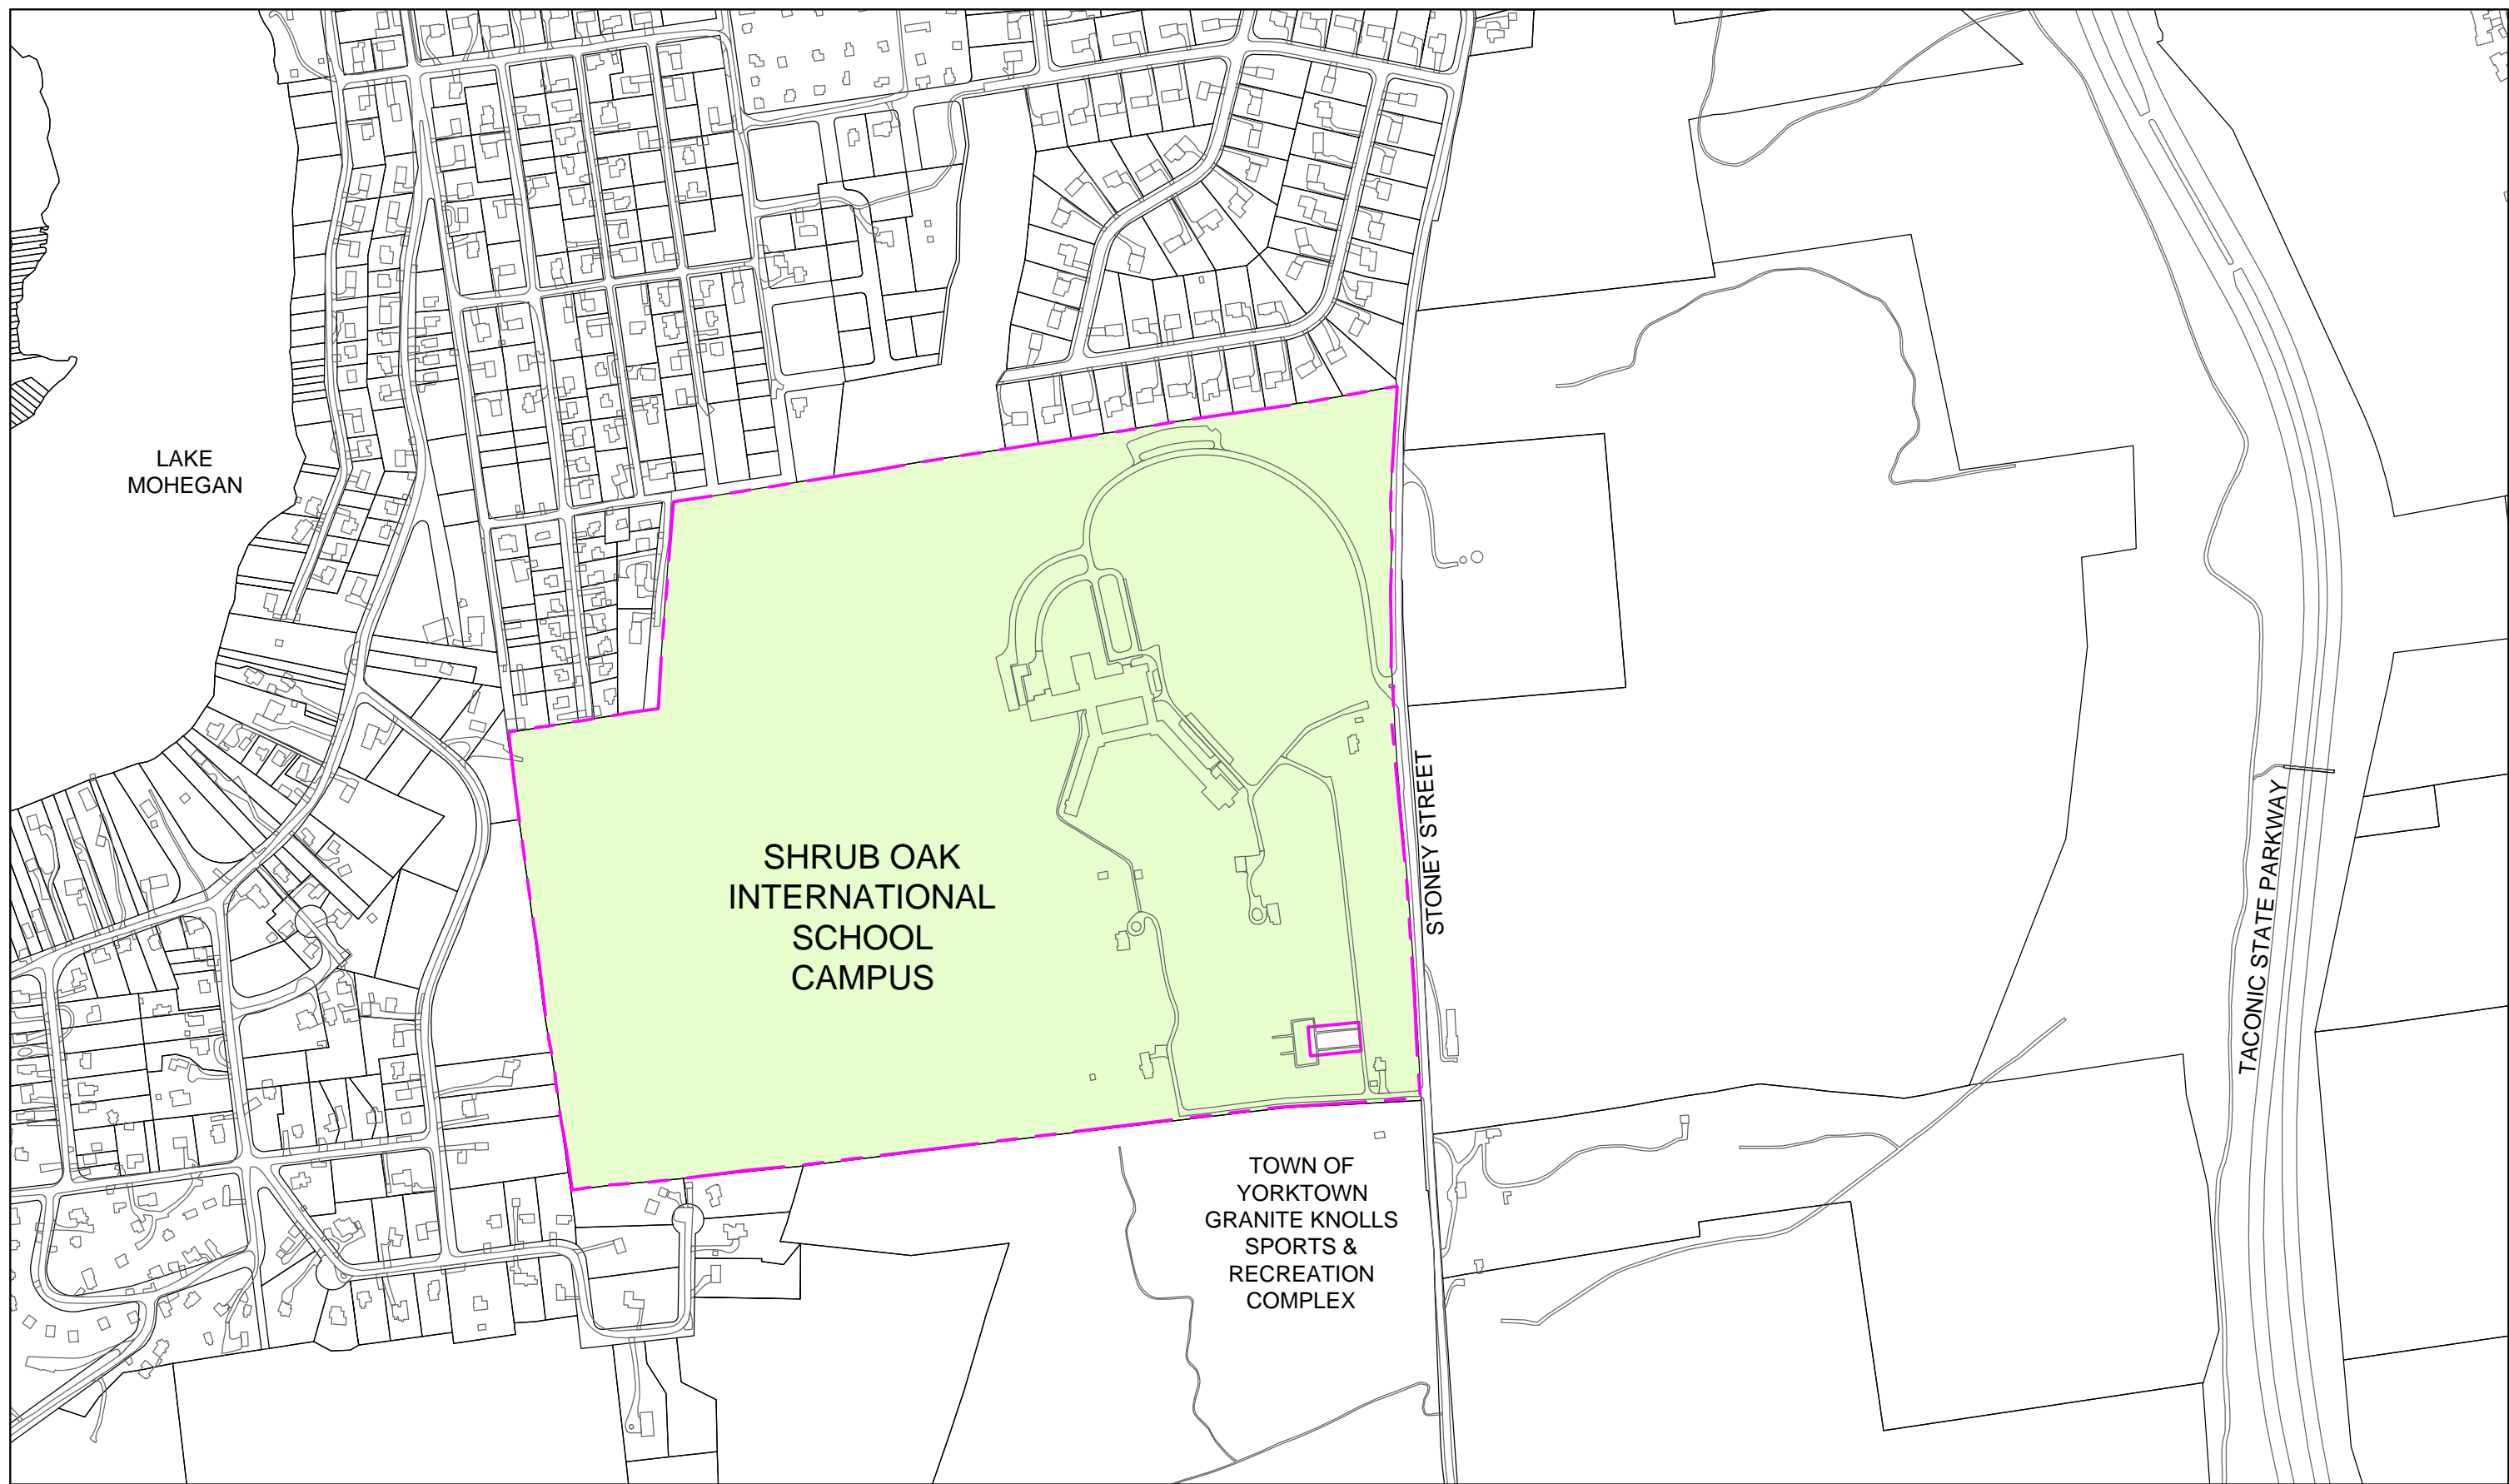 LAKE
MOHEGAN
SHRUB OAK
INTERNATIONAL
SCHOOL
CAMPUS
STONEY STREET
TACONIC STATE PARKWAY
TOWN OF
YORKTOWN
GRANITE KNOLLS
SPORTS &
RECREATION
COMPLEX